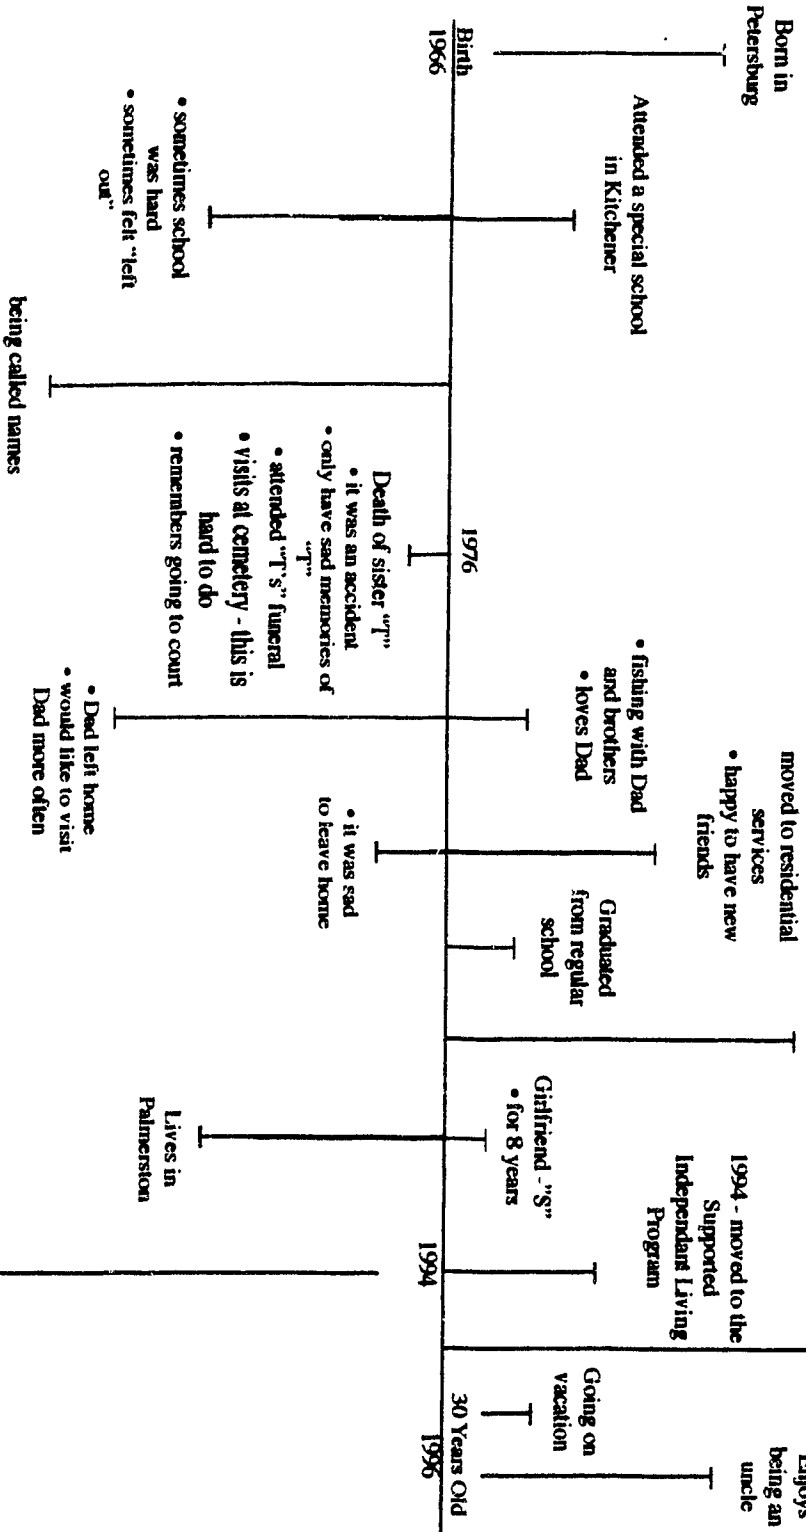 Born in
Petersburg
Birth
1966
Attended a special school
in Kitchener
• sometimes school
was hard
• sometimes felt "left
out"
being called names
1976
Death of sister "T"
• it was an accident
• only have sad memories of
"T"
• attended "T's" funeral
• visits at cemetery - this is
hard to do
• remembers going to court
• fishing with Dad
and brothers
• loves Dad
• Dad left home
• would like to visit
Dad more often
moved to residential
services
• happy to have new
friends
• it was sad
to leave home
Graduated
from regular
school
Girlfriend - "S"
• for 8 years
Lives in
Palmerston
1994 - moved to the
Supported
Independant Living
Program
1994
Going on
vacation
30 Years Old
1996
Enjoys
being an
uncle